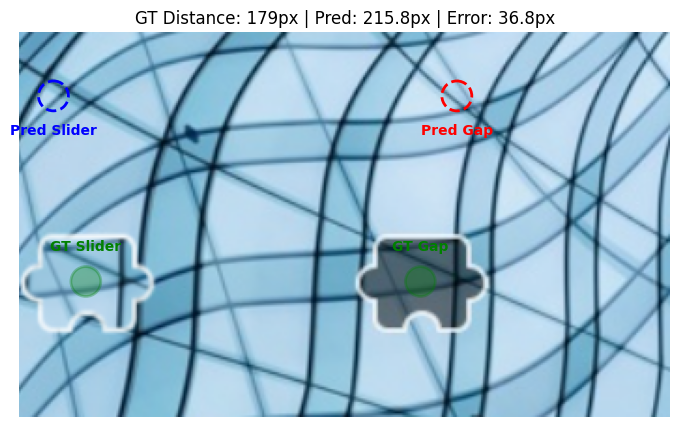 GT Distance: 179px | Pred: 215.8px | Error: 36.8px
Pred Slider
Pred Gap
GT Slider
GT Gap